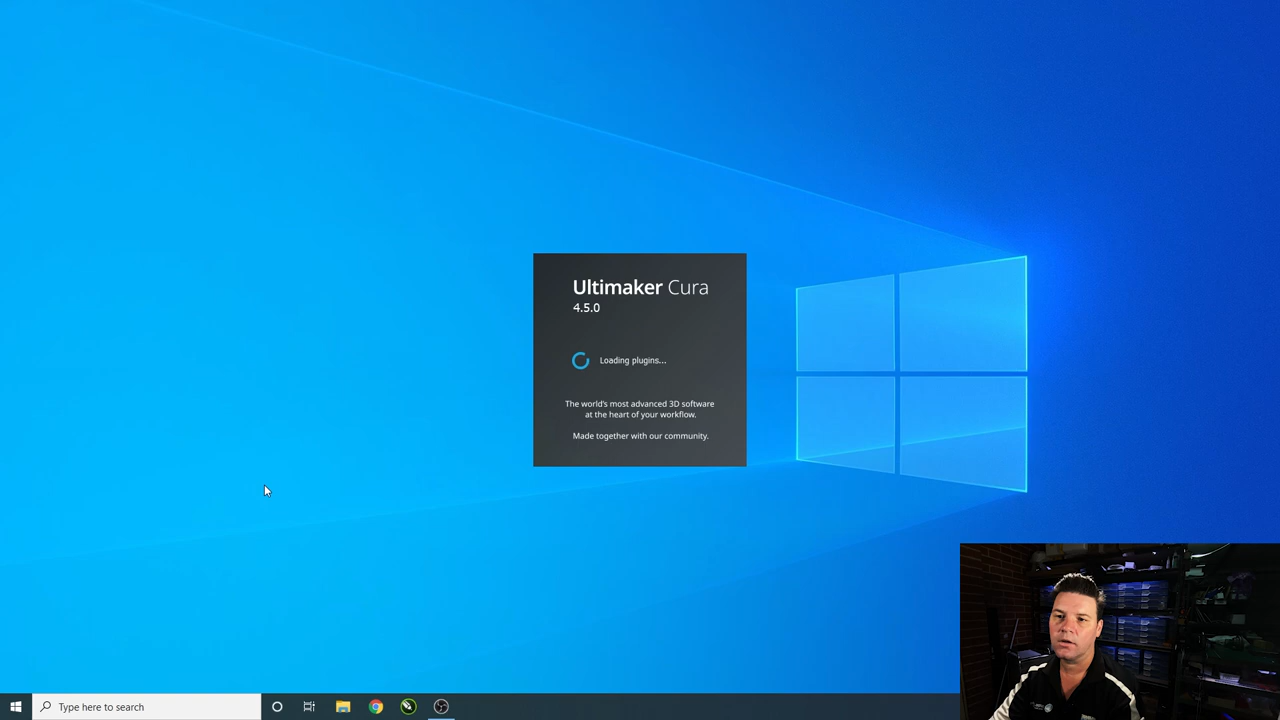 Ultimaker Cura
4.5.0
Loading plugins...
The world's most advanced 3D software
at the heart of your workflow.
Made together with our community.
Type here to search